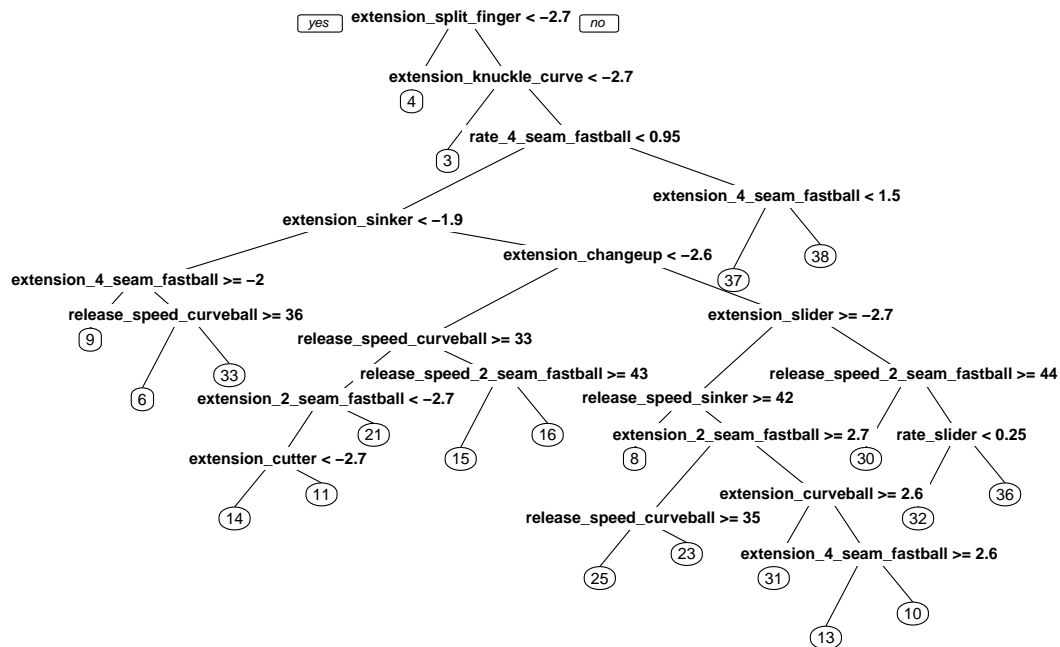 yes extension_split_finger < −2.7 no
4 extension_knuckle_curve < −2.7
3 rate_4_seam_fastball < 0.95
extension_sinker < −1.9 extension_4_seam_fastball < 1.5
37 38
extension_4_seam_fastball >= −2 extension_changeup < −2.6
9 release_speed_curveball >= 36
6 33
release_speed_curveball >= 33 extension_slider >= −2.7
extension_2_seam_fastball < −2.7 release_speed_2_seam_fastball >= 43
extension_cutter < −2.7 21 15 16
14 11
release_speed_sinker >= 42 release_speed_2_seam_fastball >= 44
8 extension_2_seam_fastball >= 2.7 30 rate_slider < 0.25
release_speed_curveball >= 35 extension_curveball >= 2.6 32 36
25 23 31 extension_4_seam_fastball >= 2.6
13 10